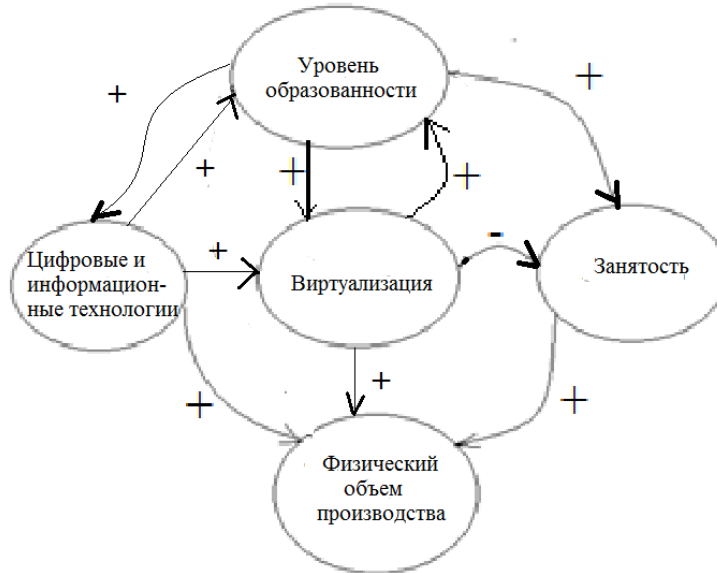 Уровень
образованности
+
+
+
+
+
+
-
Цифровые и
информацион-
ные технологии
Виртуализация
Занятость
+
+
+
Физический
объем
производства